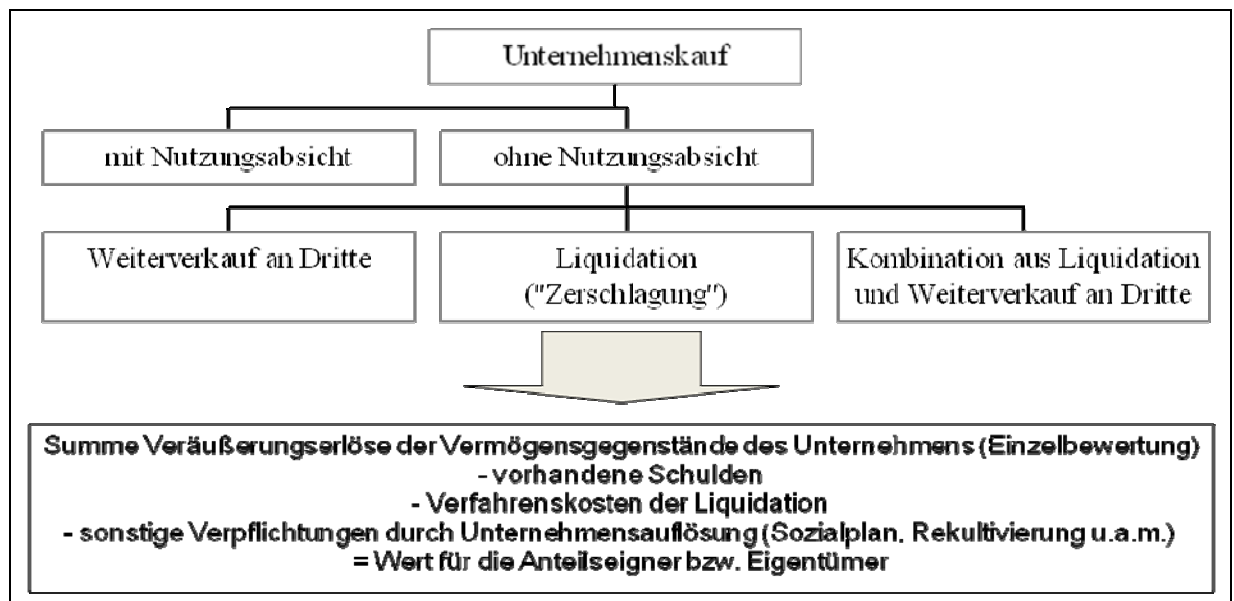 Unternehmenskauf
mit Nutzungsabsicht
ohne Nutzungsabsicht
Weiterverkauf an Dritte
Liquidation
("Zerschlagung")
Kombination aus Liquidation
und Weiterverkauf an Dritte
Summe Veräußerungserlöse der Vermögensgegenstände des Unternehmens (Einzelbewertung)
- vorhandene Schulden
- Verfahrenskosten der Liquidation
- sonstige Verpflichtungen durch Unternehmensauflösung (Sozialplan, Rekultivierung u.a.m.)
= Wert für die Anteilseigner bzw. Eigentümer